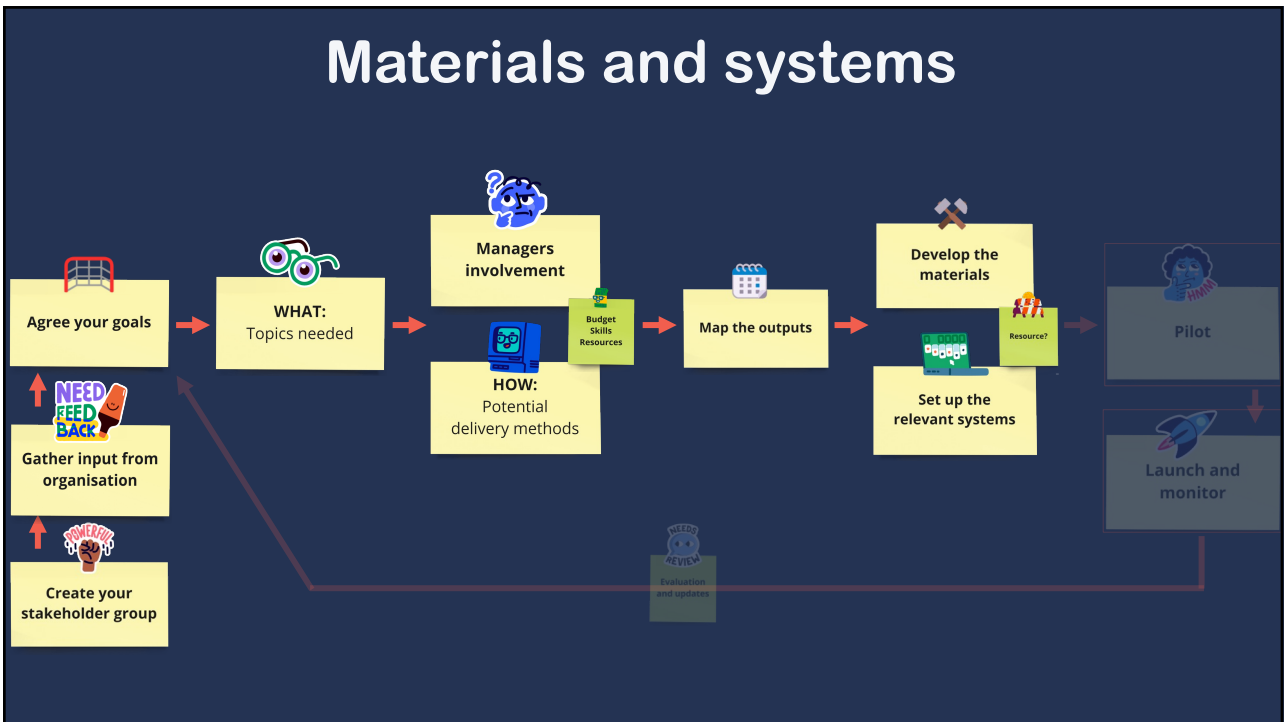 Materials and systems
Agree your goals
NEED
FEED
BACK
Gather input from
organisation
POWERFUL
Create your
stakeholder group
WHAT:
Topics needed
?
Managers
involvement
Budget
Skills
Resources
HOW:
Potential
delivery methods
Map the outputs
Develop the
materials
Resource?
Set up the
relevant systems
HMM
Pilot
Launch and
monitor
NEEDS
REVIEW
Evaluation
and updates